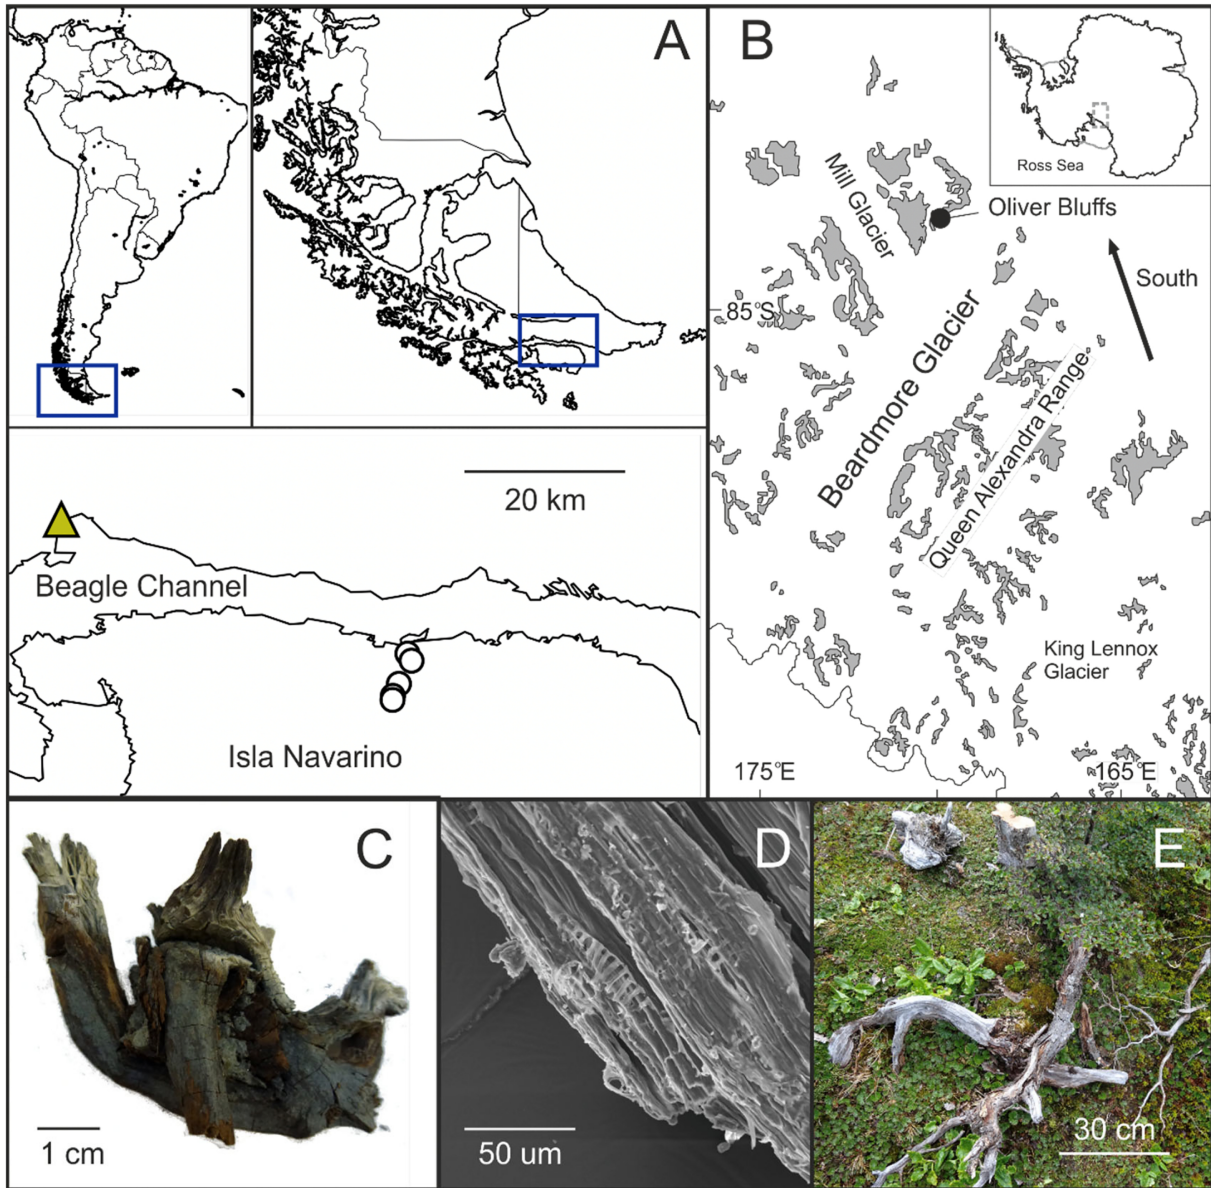 A
20 km
Beagle Channel
Isla Navarino
B
Ross Sea
Mill Glacier
Oliver Bluffs
South
85°S
Beardmore Glacier
Queen Alexandra Range
King Lennox
Glacier
175°E
165°E
C
1 cm
D
50 um
E
30 cm